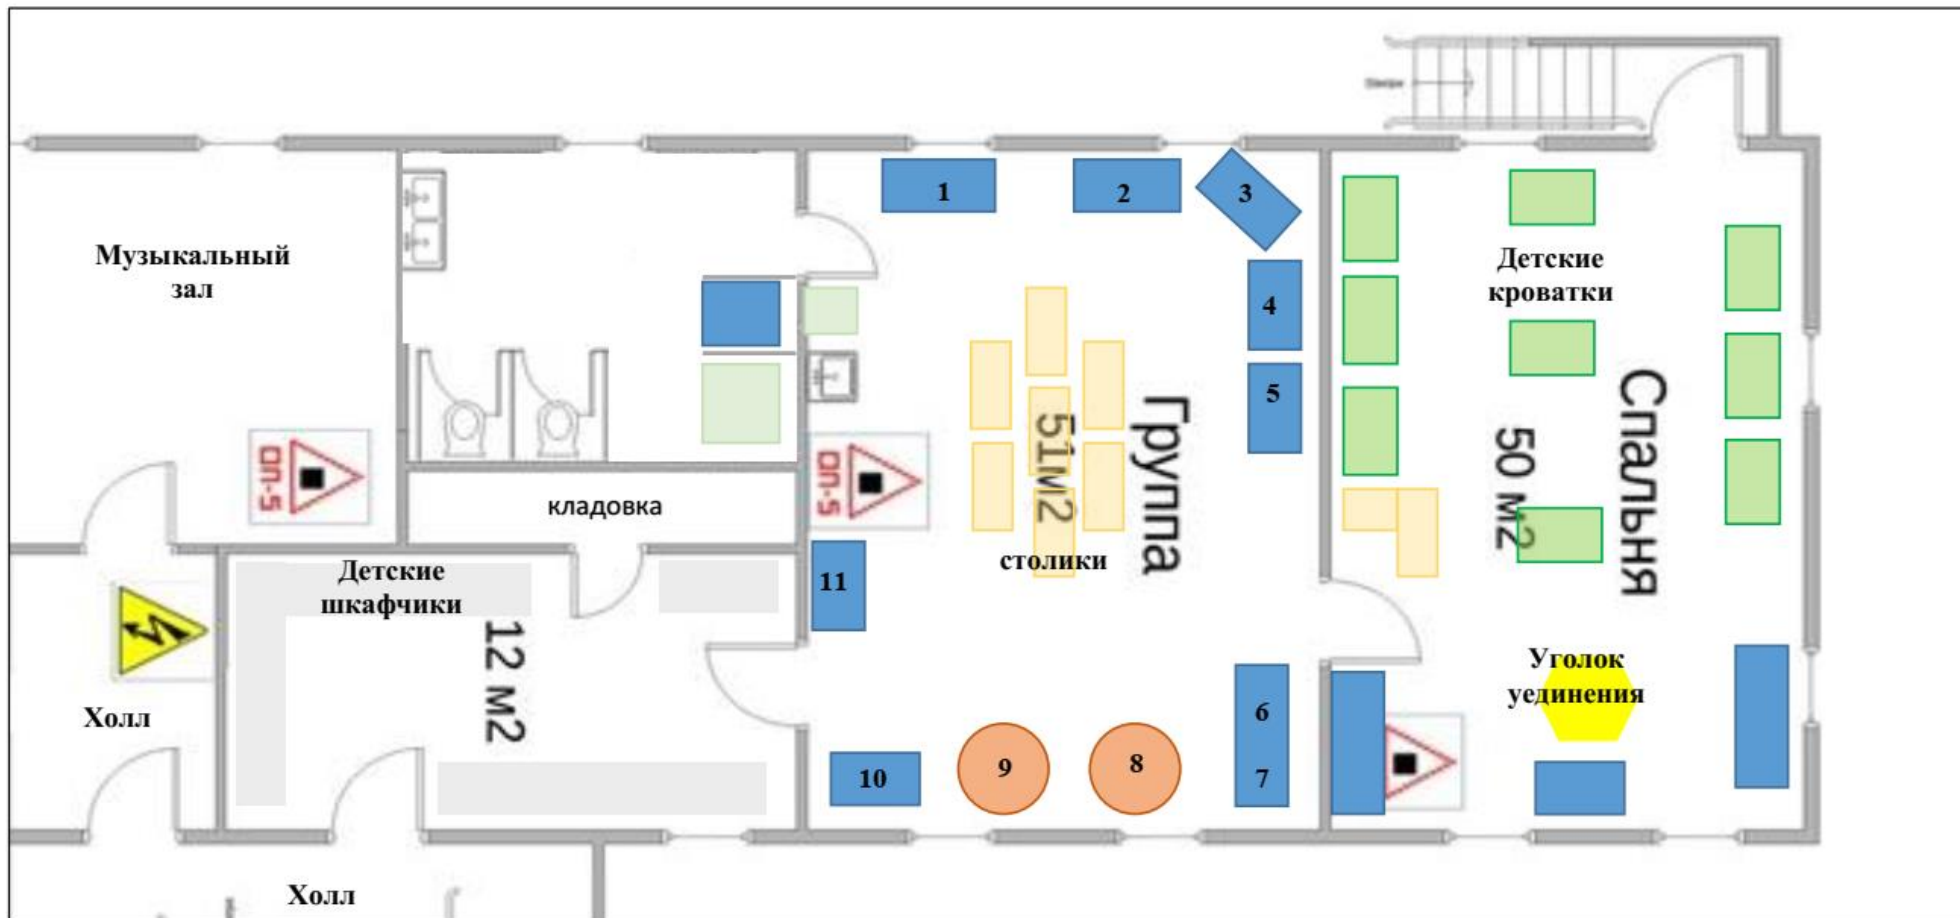 Музыкальный
зал
1
2
3
4
5
Детские
кроватки
Группа
51м2
Спальня
50 м2
ОП-5
ОП-5
кладовка
столики
Детские
шкафчики
12 м2
11
Холл
6
7
8
9
10
Уголок
уединения
Холл